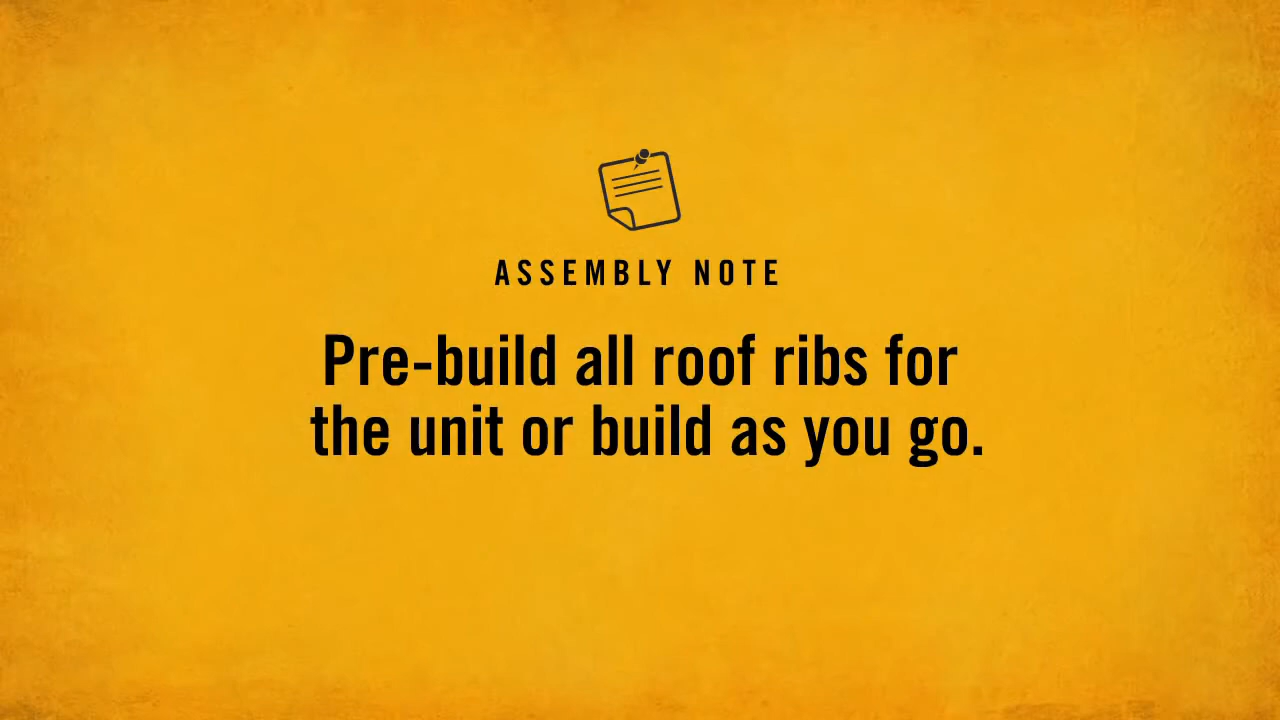 ASSEMBLY NOTE
Pre-build all roof ribs for
the unit or build as you go.